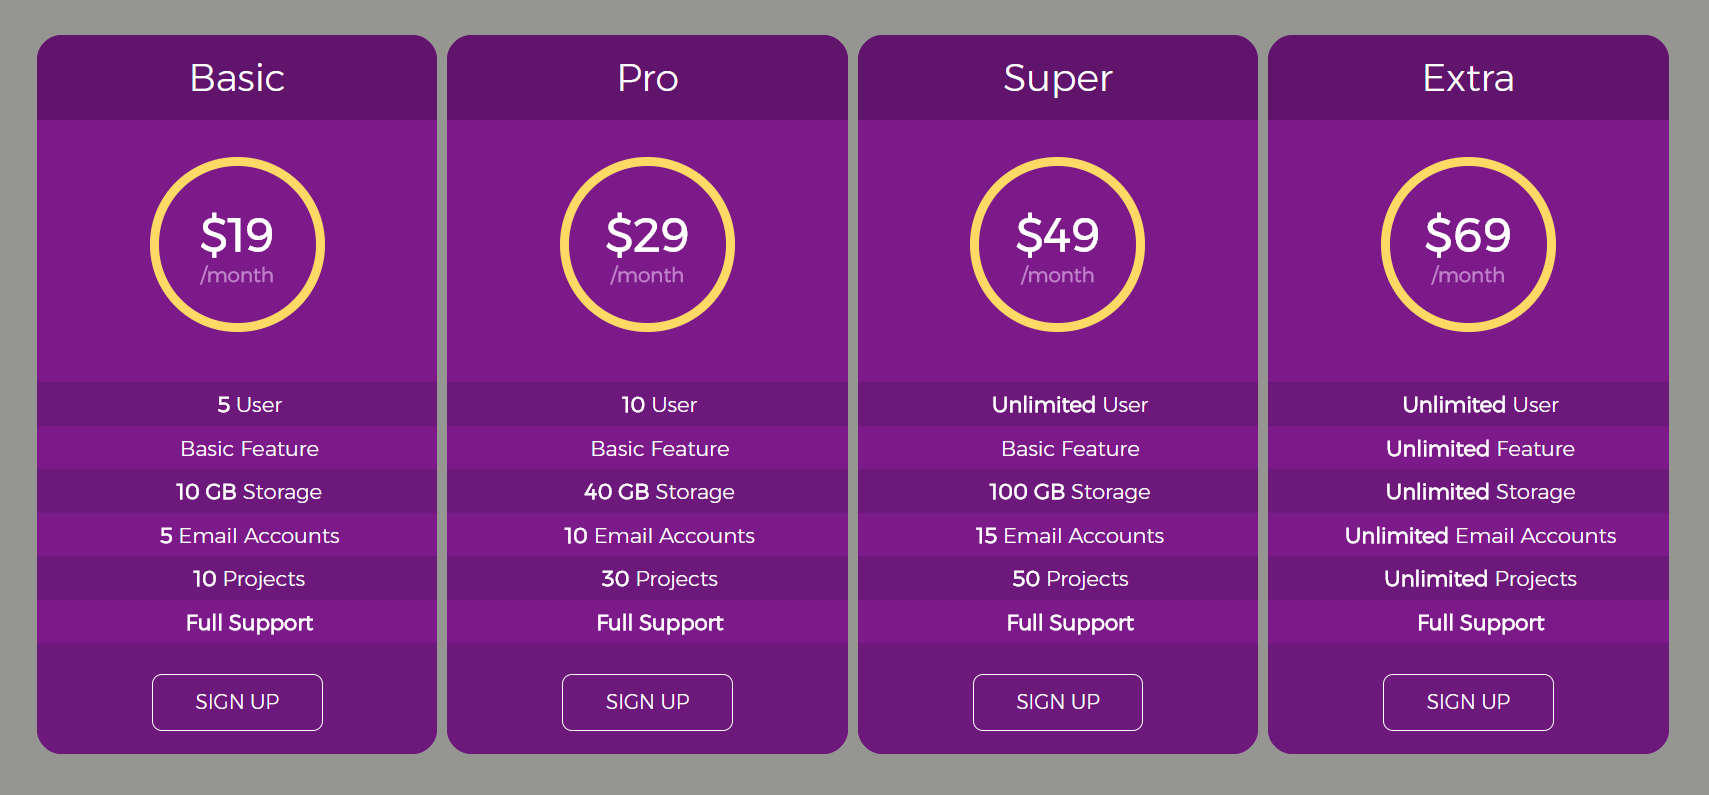 Basic
$19
/month
5 User
Basic Feature
10 GB Storage
5 Email Accounts
10 Projects
Full Support
SIGN UP
Pro
$29
/month
10 User
Basic Feature
40 GB Storage
10 Email Accounts
30 Projects
Full Support
SIGN UP
Super
$49
/month
Unlimited User
Basic Feature
100 GB Storage
15 Email Accounts
50 Projects
Full Support
SIGN UP
Extra
$69
/month
Unlimited User
Unlimited Feature
Unlimited Storage
Unlimited Email Accounts
Unlimited Projects
Full Support
SIGN UP